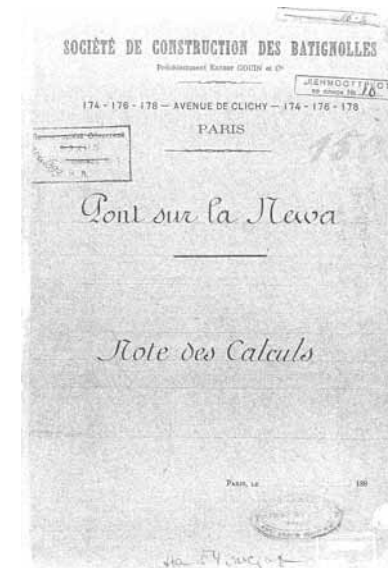 SOCIÉTÉ DE CONSTRUCTION DES BATIGNOLLES
Précédemment Ernest GOUIN et Cie
174 - 176 - 178 — AVENUE DE CLICHY — 174 - 176 - 178
PARIS
Pont sur la Newa
Note des Calculs
PARIS, LE 190